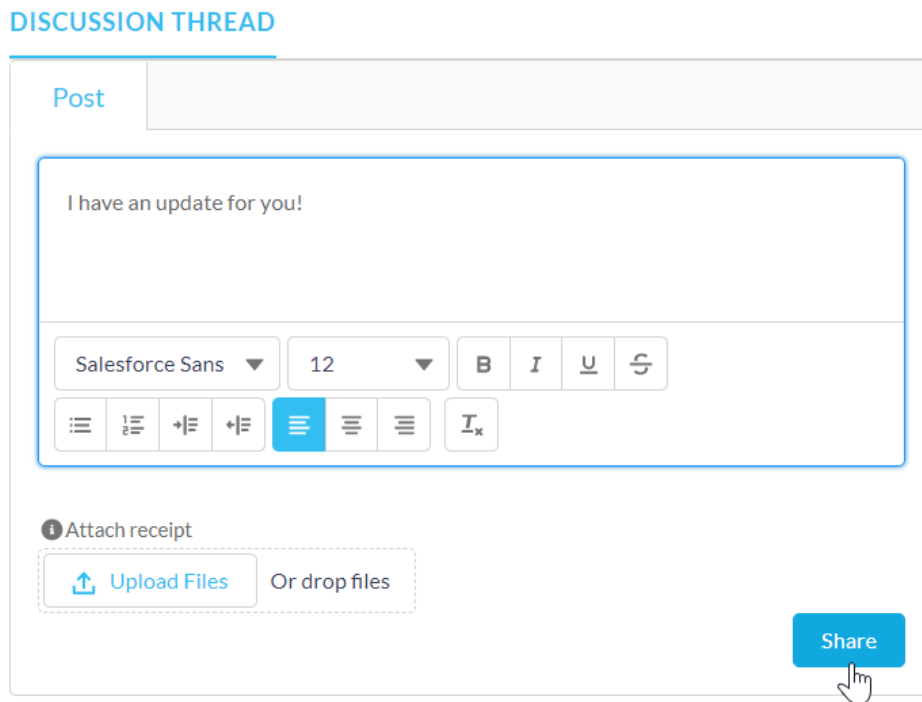 DISCUSSION THREAD
Post
I have an update for you!
Salesforce Sans 12 B I U S
Attach receipt
Upload Files Or drop files
Share